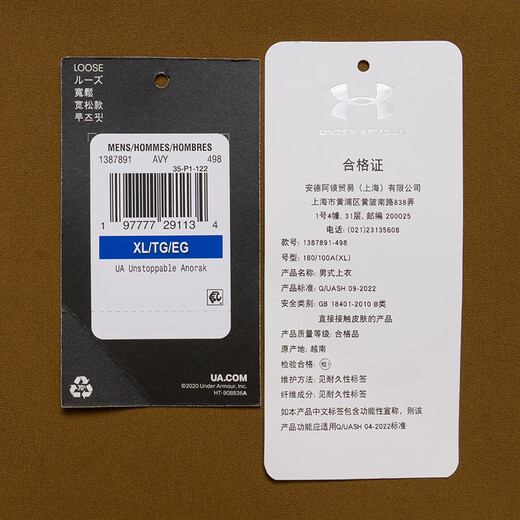 LOOSE
ルーズ
寬鬆
宽松款
루즈핏
MENS/HOMMES/HOMBRES
1387891 AVY 498
35-P1-122
1 97777 29113 4
XL/TG/EG
UA Unstoppable Anorak
UA.COM
©2020 Under Armour, Inc.
HT-908836A
UNDER ARMOUR
合格证
安德阿镆贸易（上海）有限公司
上海市黄浦区黄陂南路838弄
1号4幢, 31层, 邮编 200025
电话: (021)23135608
款号: 1387891-498
号型: 180/100A(XL)
产品名称: 男式上衣
产品标准: Q/UASH 09-2022
安全类别: GB 18401-2010 B类
直接接触皮肤的产品
产品质量等级: 合格品
原产地: 越南
检验合格: 检
维护方法: 见耐久性标签
纤维成分: 见耐久性标签
如本产品中文标签包含功能性宣称，则该
产品功能应适用Q/UASH 04-2022标准